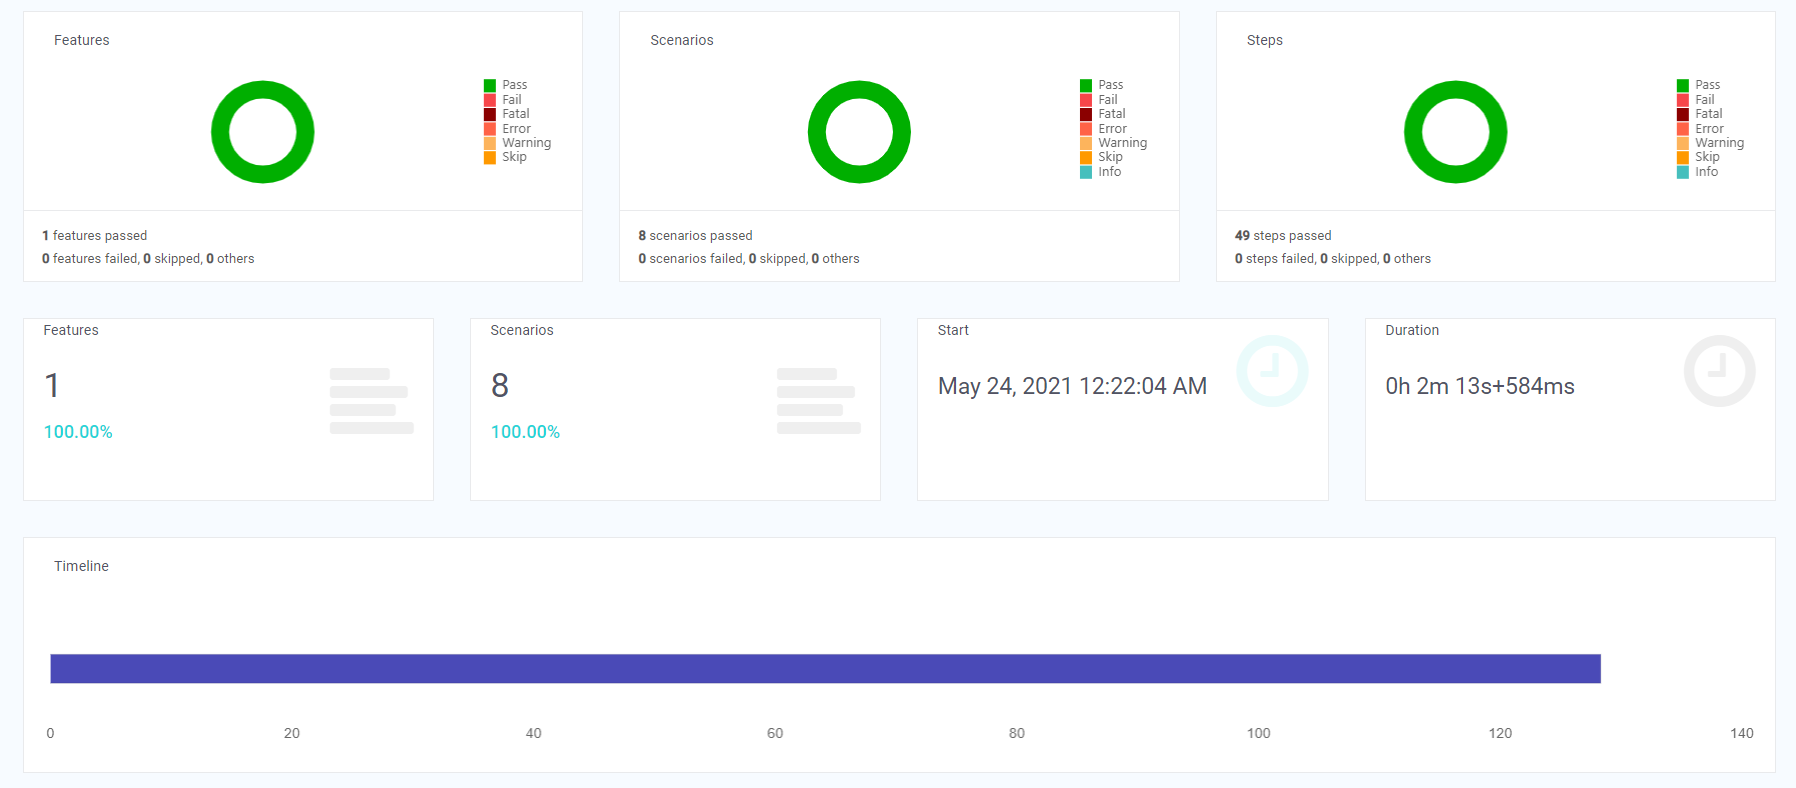 Features
Pass
Fail
Fatal
Error
Warning
Skip
1 features passed
0 features failed, 0 skipped, 0 others
Scenarios
Pass
Fail
Fatal
Error
Warning
Skip
Info
8 scenarios passed
0 scenarios failed, 0 skipped, 0 others
Steps
Pass
Fail
Fatal
Error
Warning
Skip
Info
49 steps passed
0 steps failed, 0 skipped, 0 others
Features
1
100.00%
Scenarios
8
100.00%
Start
May 24, 2021 12:22:04 AM
Duration
0h 2m 13s+584ms
Timeline
0 20 40 60 80 100 120 140